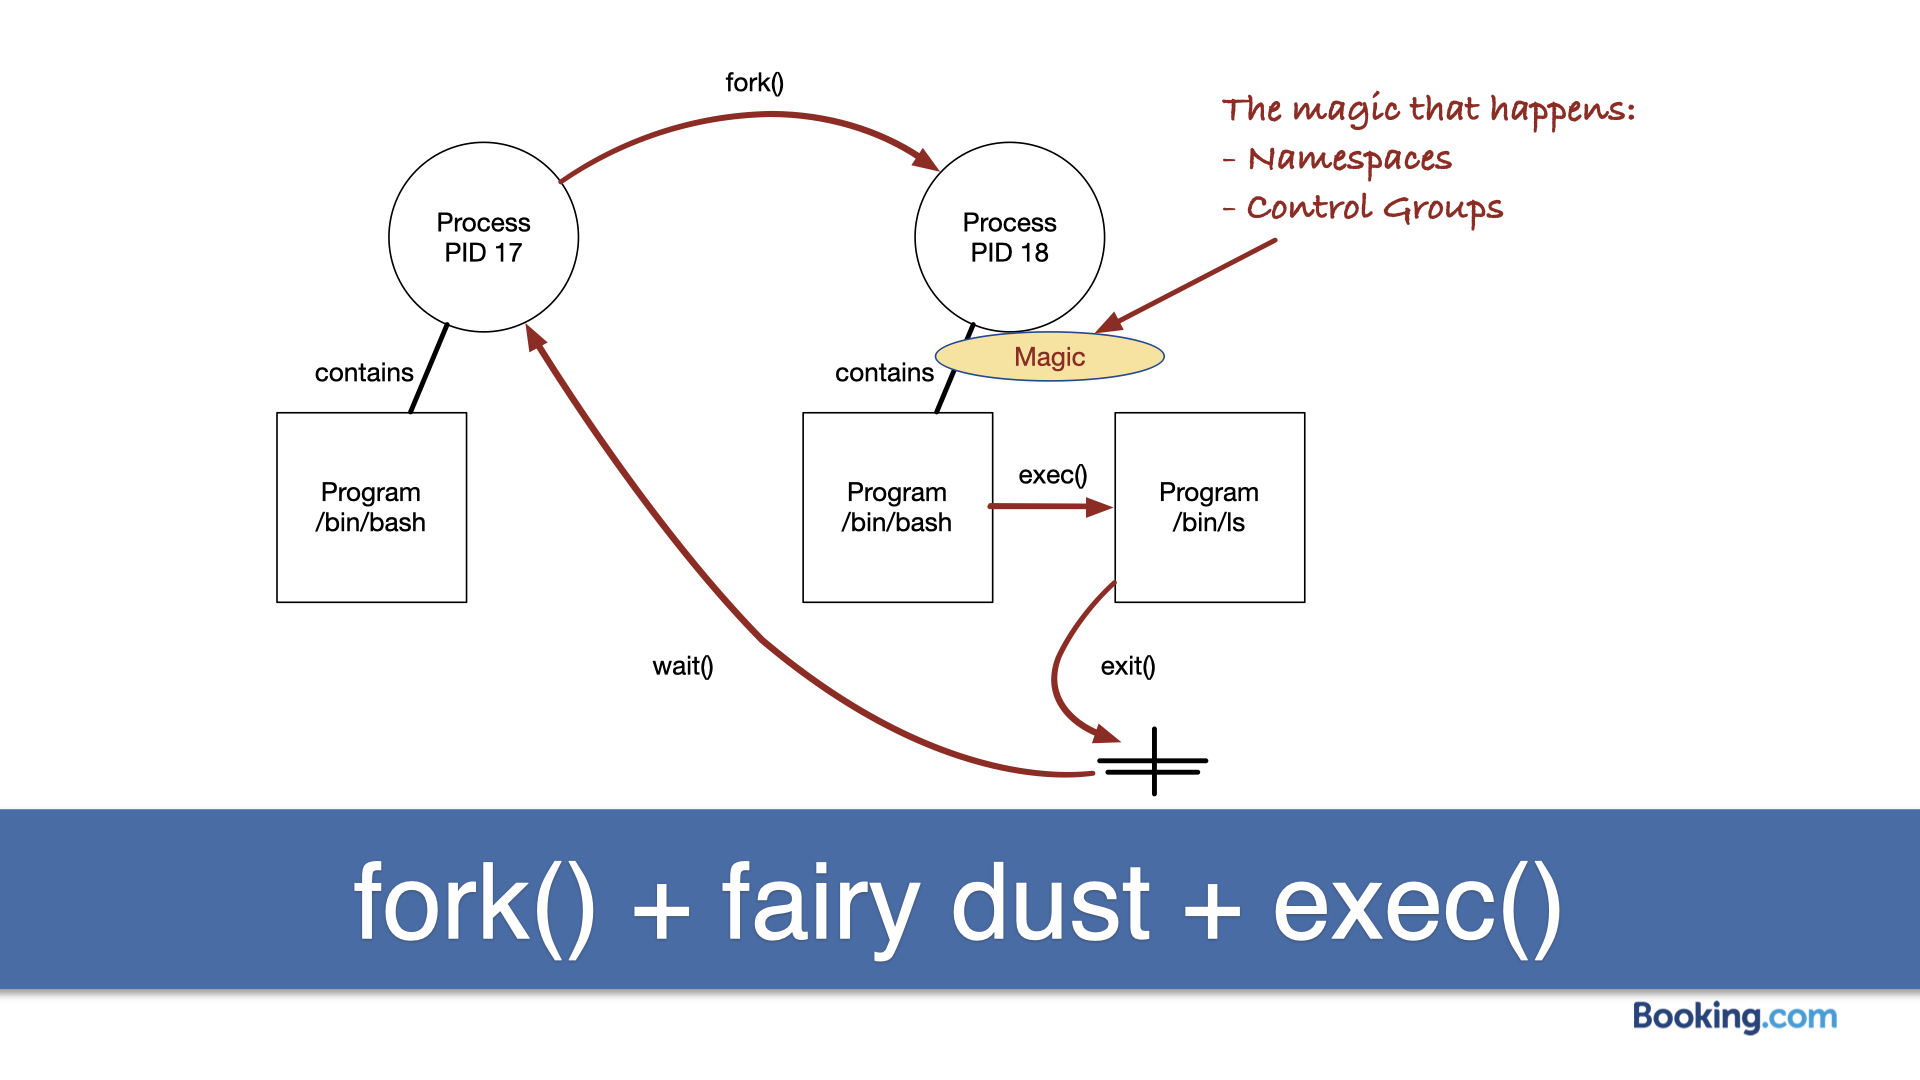 fork()
The magic that happens:
- Namespaces
- Control Groups
Process
PID 17
Process
PID 18
contains
contains
Magic
Program
/bin/bash
Program
/bin/bash
exec()
Program
/bin/ls
wait()
exit()
fork() + fairy dust + exec()
Booking.com